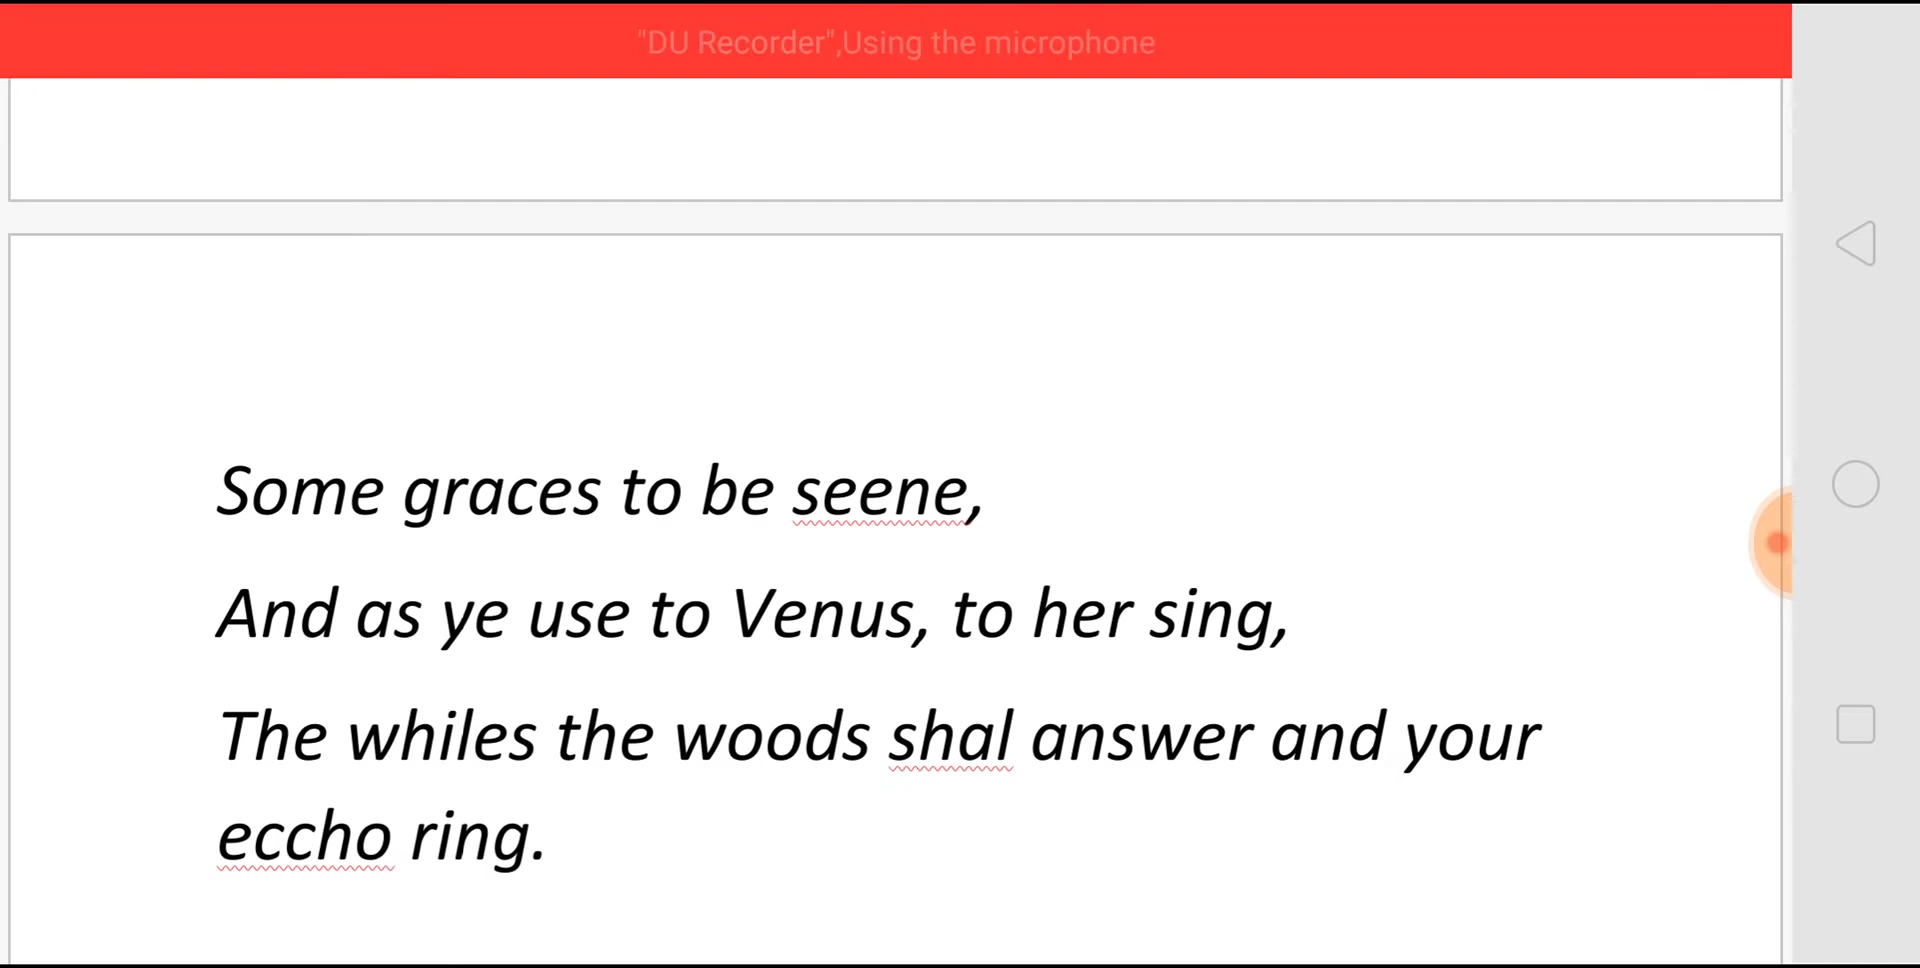 "DU Recorder",Using the microphone
Some graces to be seene,
And as ye use to Venus, to her sing,
The whiles the woods shal answer and your
eccho ring.